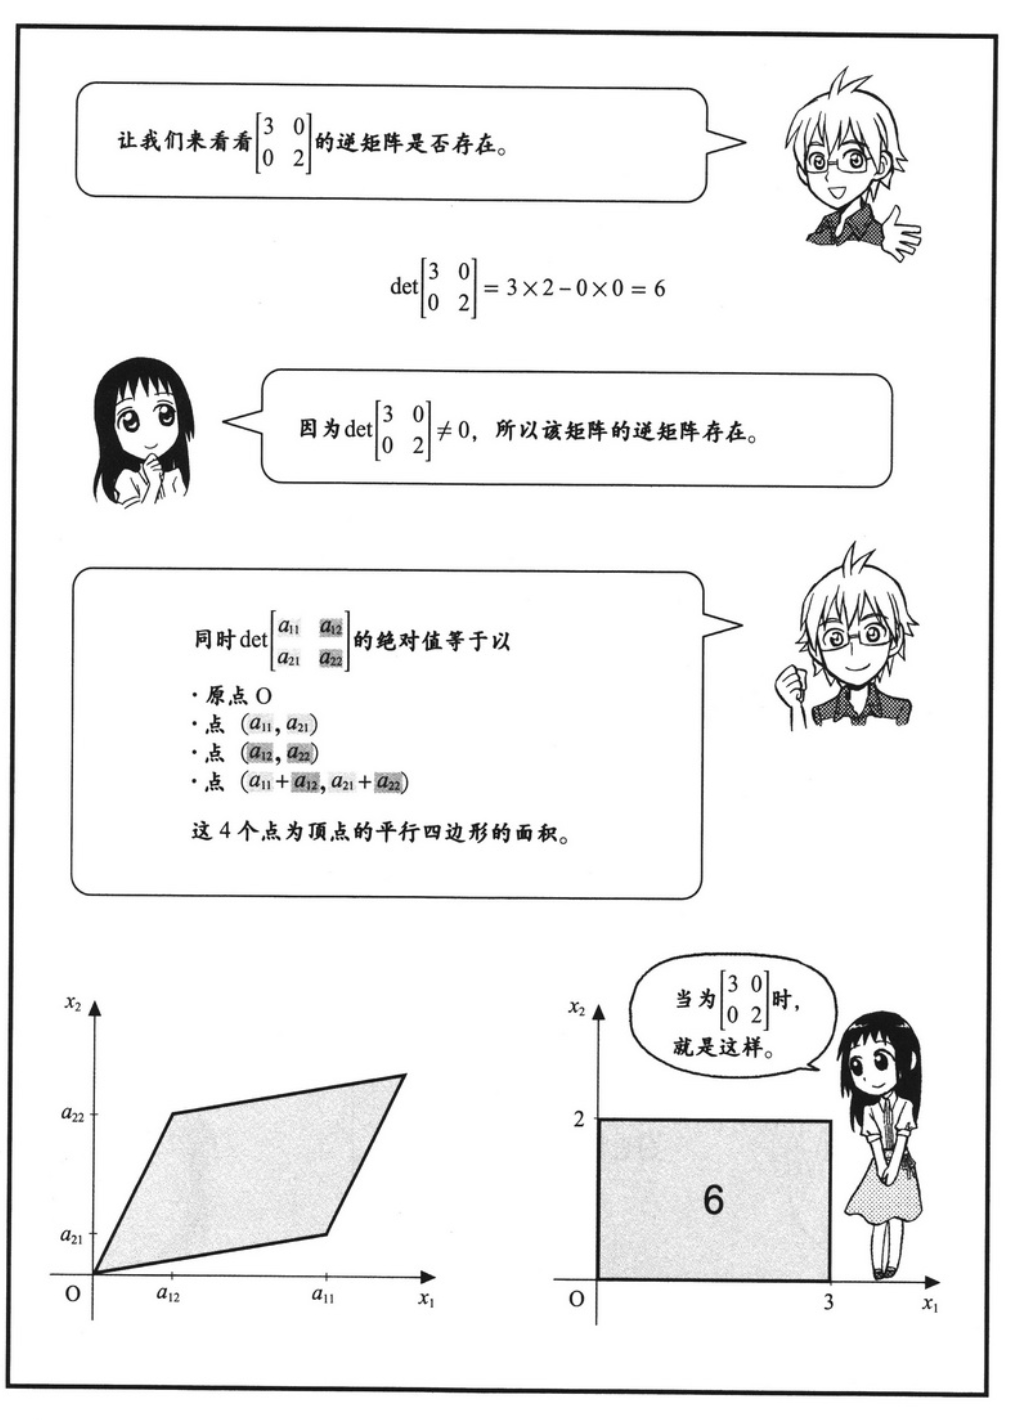 让我们来看看[3 0; 0 2]的逆矩阵是否存在。
det[3 0; 0 2] = 3×2－0×0 = 6
因为det[3 0; 0 2]≠0，所以该矩阵的逆矩阵存在。
同时det[a₁₁ a₁₂; a₂₁ a₂₂]的绝对值等于以
·原点 O
·点 (a₁₁, a₂₁)
·点 (a₁₂, a₂₂)
·点 (a₁₁+a₁₂, a₂₁+a₂₂)
这 4 个点为顶点的平行四边形的面积。
x₂
a₂₂
a₂₁
O
a₁₂
a₁₁
x₁
当为[3 0; 0 2]时，
就是这样。
x₂
2
6
O
3
x₁